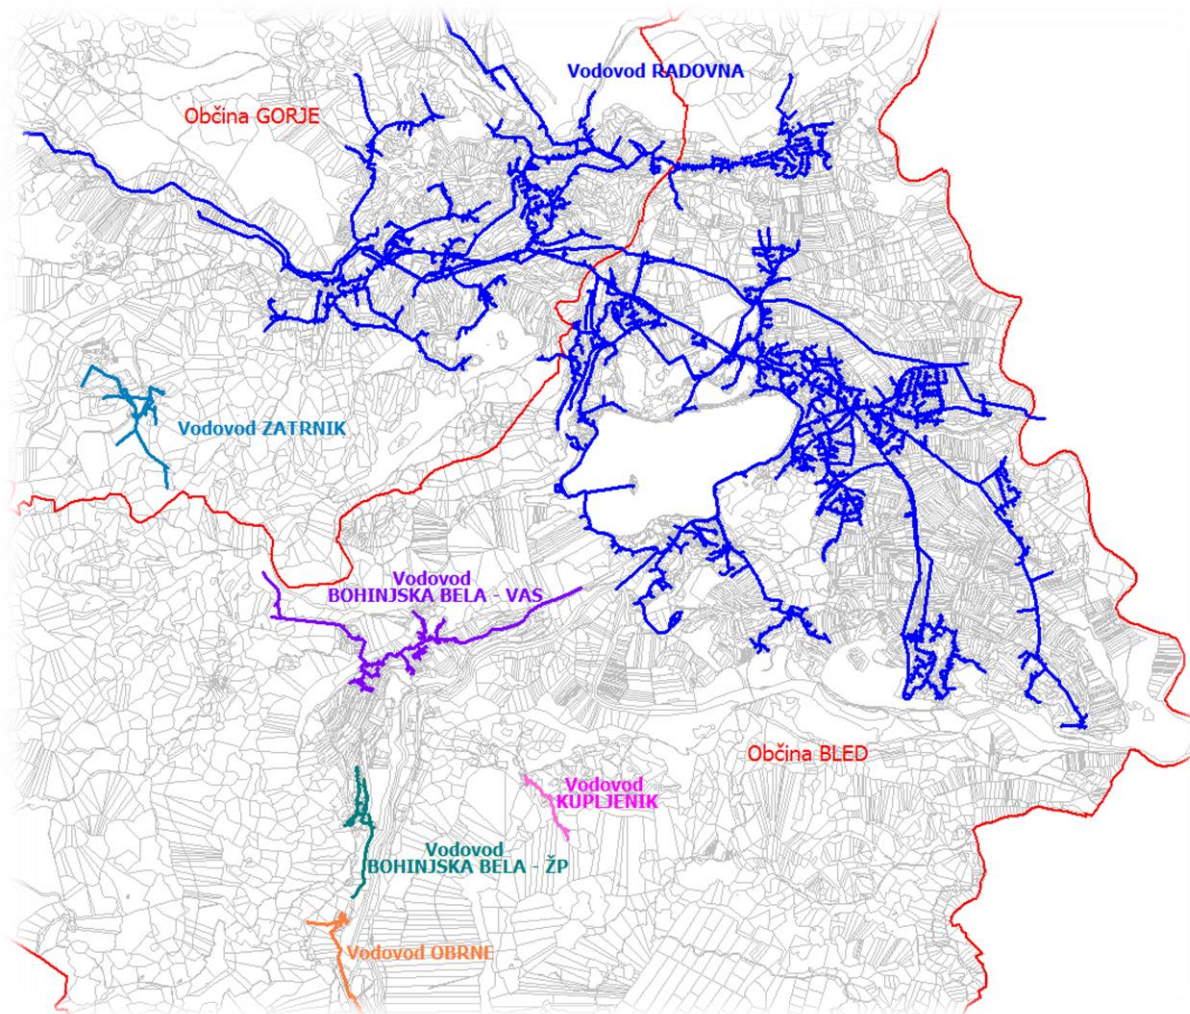 Vodovod RADOVNA
Občina GORJE
Vodovod ZATRNIK
Vodovod
BOHINJSKA BELA - VAS
Občina BLED
Vodovod
KUPLJENIK
Vodovod
BOHINJSKA BELA - ŽP
Vodovod OBRNE